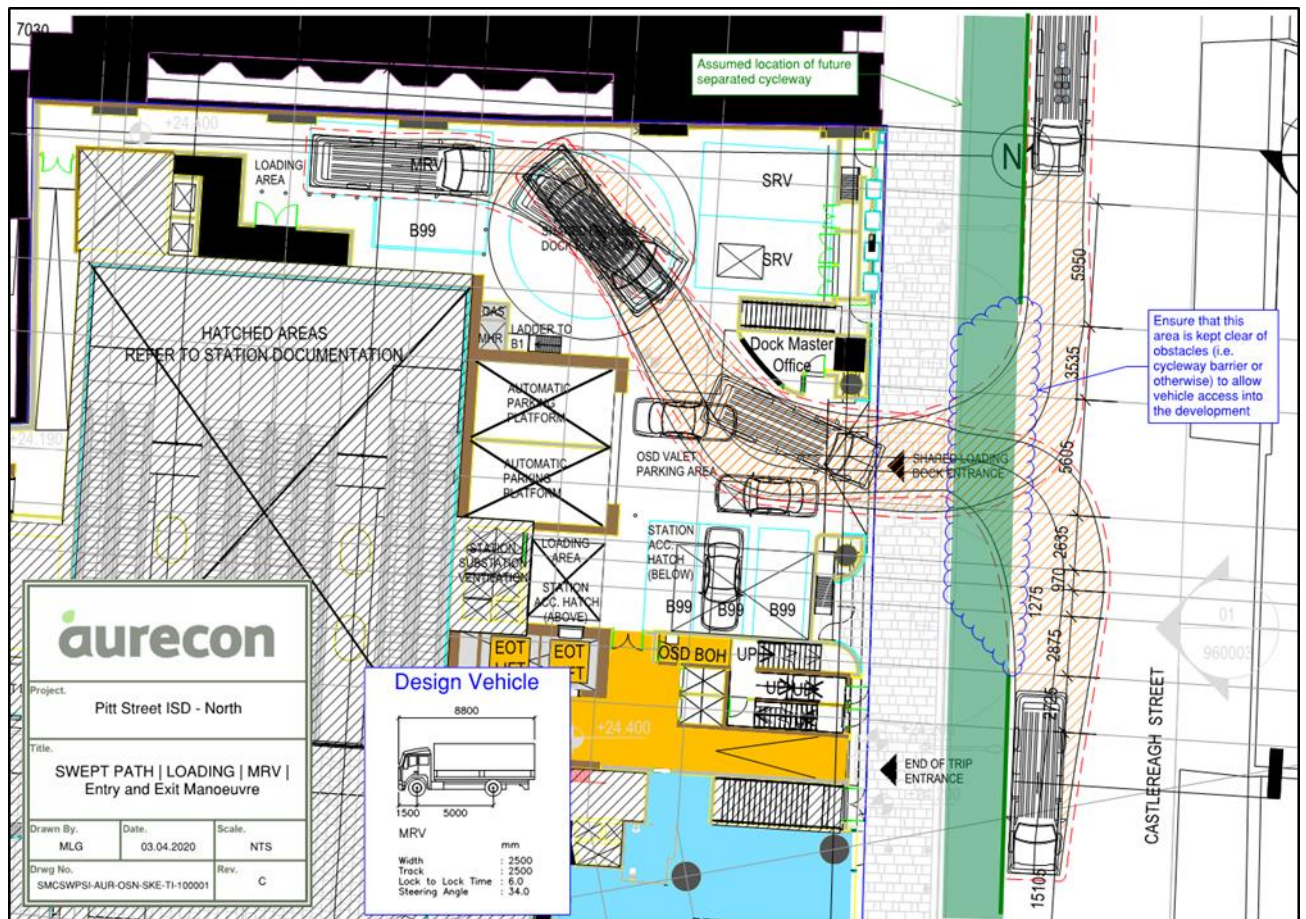 7030
Assumed location of future
separated cycleway
+24.400
LOADING
AREA
MRV
B99
SRV
SRV
N
5950
HATCHED AREAS
REFER TO STATION DOCUMENTATION
GAS
MHR
LADDER TO
B1
Dock Master
Office
3535
Ensure that this
area is kept clear of
obstacles (i.e.
cycleway barrier or
otherwise) to allow
vehicle access into
the development
AUTOMATIC
PARKING
PLATFORM
+24.190
OSD VALET
PARKING AREA
SHARED LOADING
DOCK ENTRANCE
5605
AUTOMATIC
PARKING
PLATFORM
STATION
SUBSTATION
VENTILATION
LOADING
AREA
STATION
ACC. HATCH
(ABOVE)
STATION
ACC.
HATCH
(BELOW)
B99
B99
B99
2635
970
1275
2875
2725
15105
01
960003
EOT
LIFT
EOT
LIFT
OSD BOH
UP
+24.400
END OF TRIP
ENTRANCE
CASTLEREAGH STREET
aurecon
Project.
Pitt Street ISD - North
Title.
SWEPT PATH | LOADING | MRV |
Entry and Exit Manoeuvre
Drawn By.
MLG
Date.
03.04.2020
Scale.
NTS
Drwg No.
SMCSWPSI-AUR-OSN-SKE-TI-100001
Rev.
C
Design Vehicle
8800
1500
5000
MRV
mm
Width : 2500
Track : 2500
Lock to Lock Time : 6.0
Steering Angle : 34.0